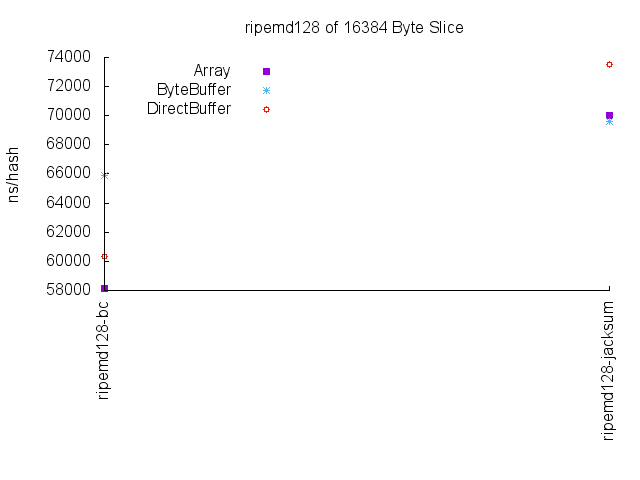 ripemd128 of 16384 Byte Slice
ns/hash
74000
72000
70000
68000
66000
64000
62000
60000
58000
Array
ByteBuffer
DirectBuffer
ripemd128-bc
ripemd128-jacksum